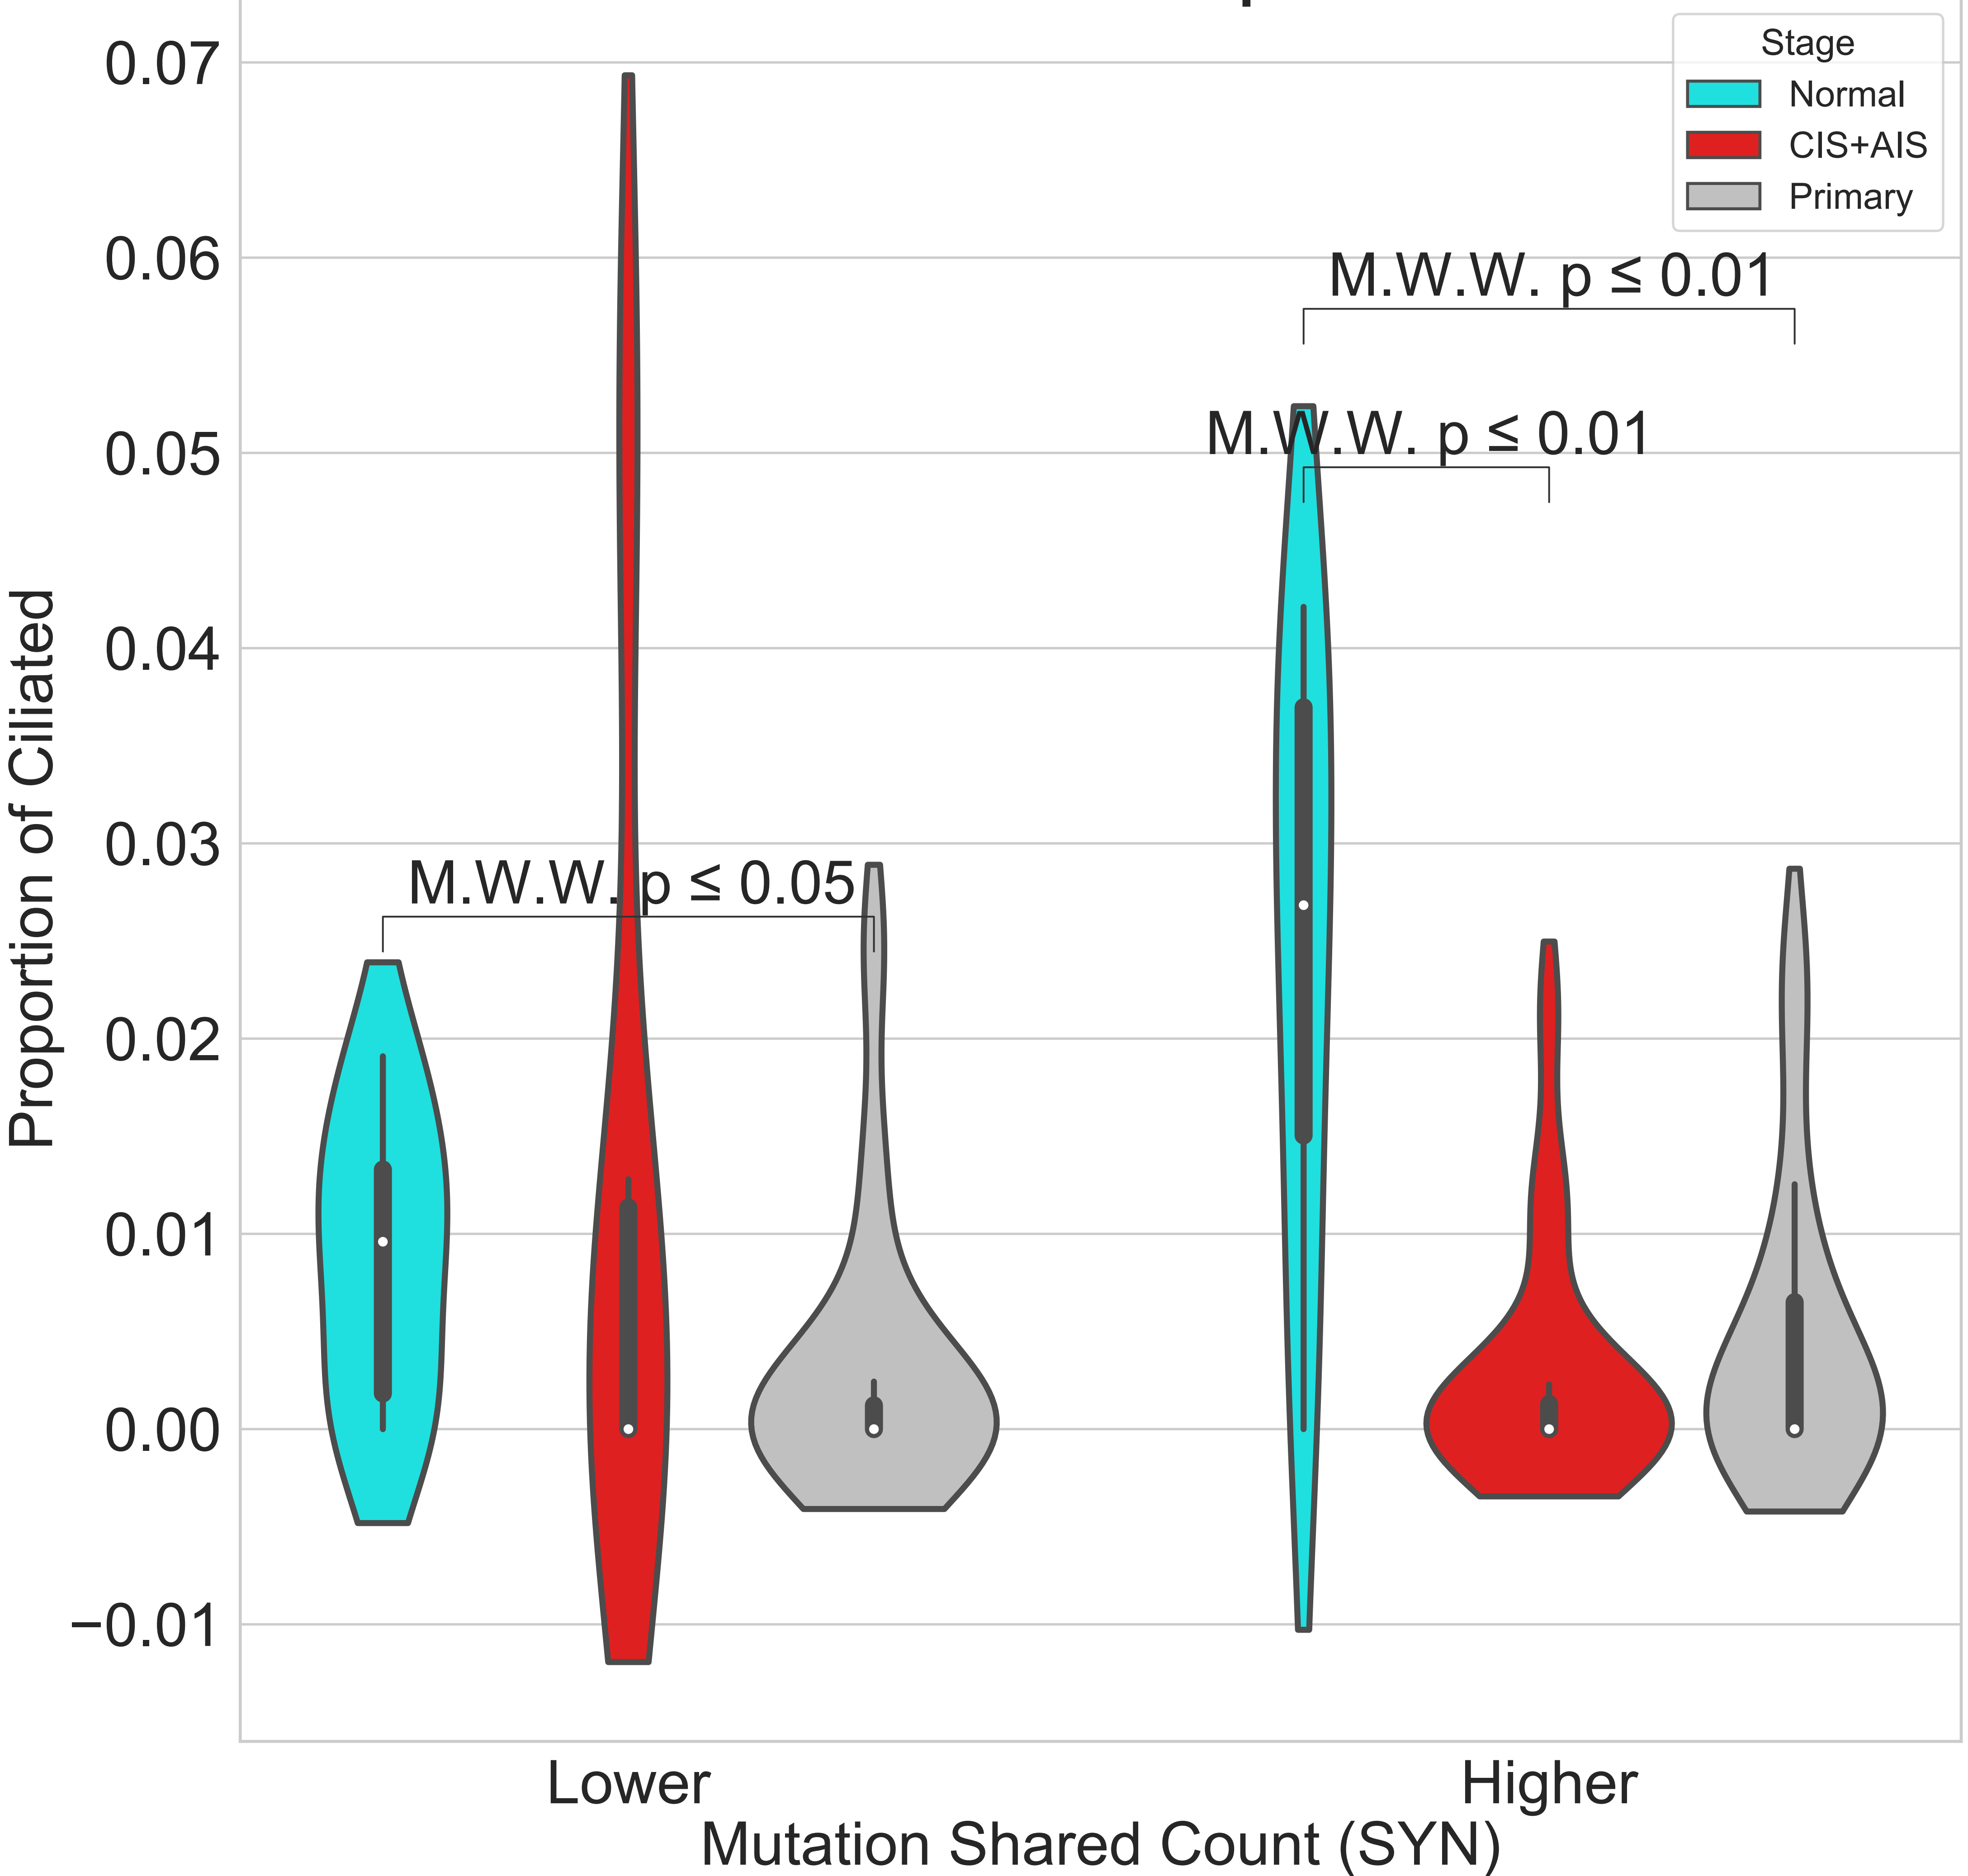 Stage
Normal
CIS+AIS
Primary
0.07
0.06
0.05
0.04
0.03
0.02
0.01
0.00
−0.01
Proportion of Ciliated
M.W.W. p ≤ 0.01
M.W.W. p ≤ 0.01
M.W.W. p ≤ 0.05
Lower
Higher
Mutation Shared Count (SYN)